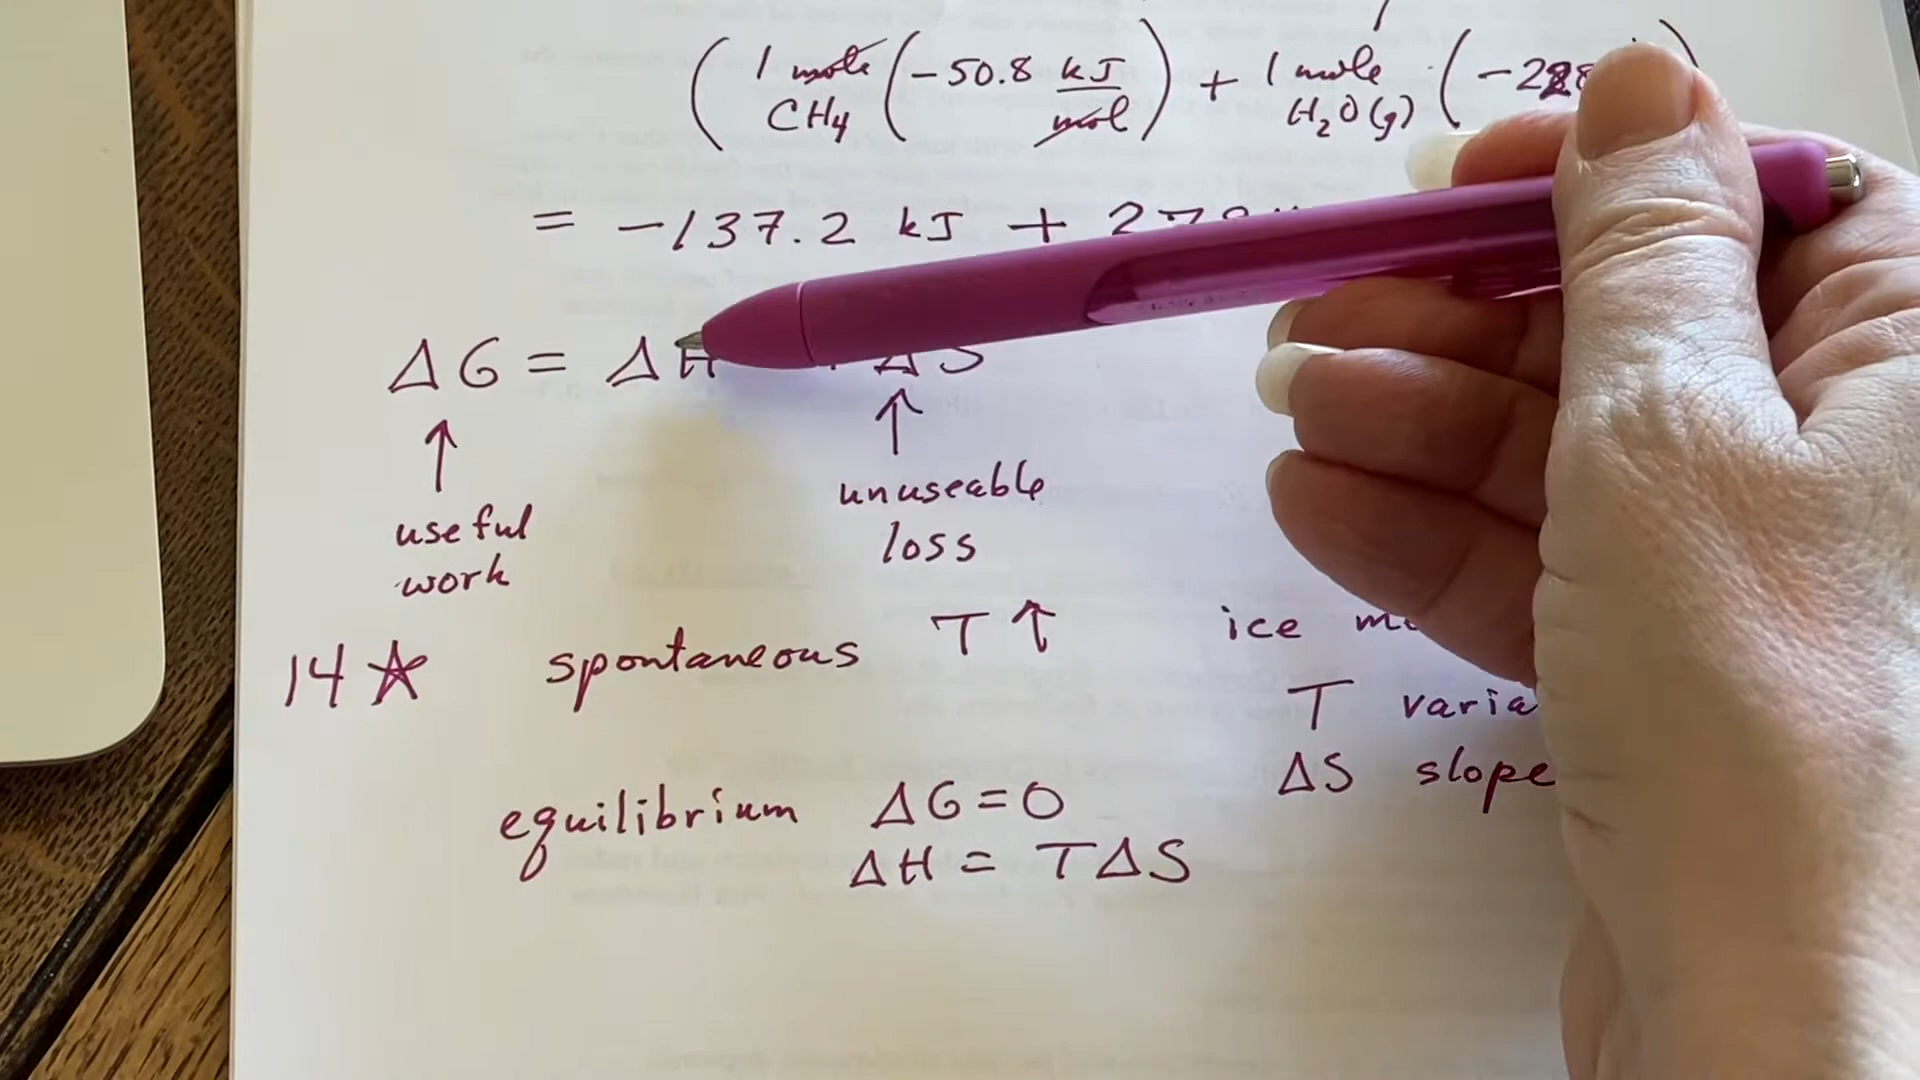 ( 1 mole CH4 ( -50.8 kJ/mol ) + 1 mole H2O(g) ( -228
= -137.2 kJ +
ΔG = ΔH ΔS
↑ ↑
useful work
unuseable loss
14 ☆ spontaneous T ↑
ice
T
ΔS slope
equilibrium ΔG = 0
ΔH = TΔS